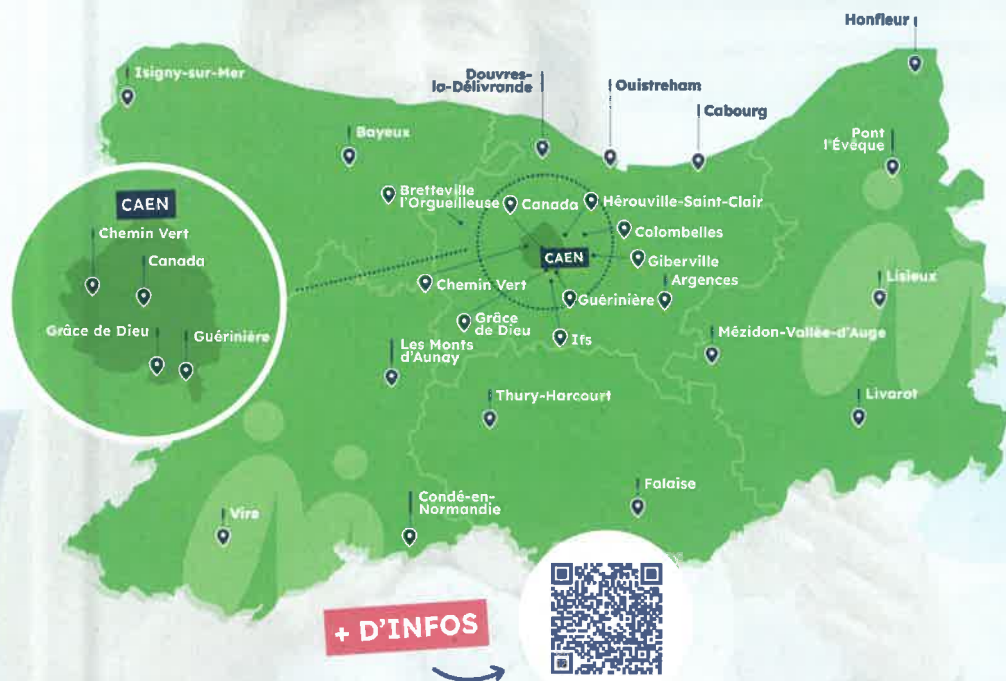 Honfleur
Isigny-sur-Mer
Douvres-
la-Délivrande
Ouistreham
Cabourg
Bayeux
Pont
l'Évêque
Bretteville
l'Orgueilleuse
Canada
Hérouville-Saint-Clair
CAEN
Chemin Vert
Canada
Grâce de Dieu
Guérinière
Colombelles
CAEN
Giberville
Argences
Chemin Vert
Guérinière
Lisieux
Grâce
de Dieu
Ifs
Mézidon-Vallée-d'Auge
Les Monts
d'Aunay
Thury-Harcourt
Livarot
Falaise
Condé-en-
Normandie
Vire
+ D'INFOS